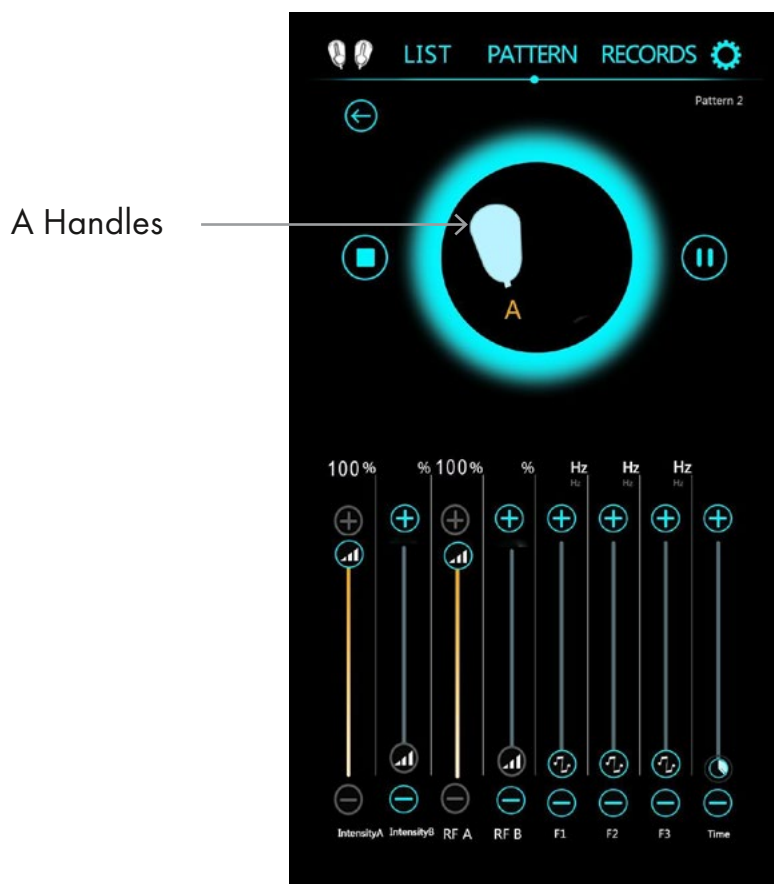 LIST PATTERN RECORDS
Pattern 2
A Handles
A
100% % 100% % Hz Hz Hz
Hz Hz Hz
IntensityA IntensityB RF A RF B F1 F2 F3 Time